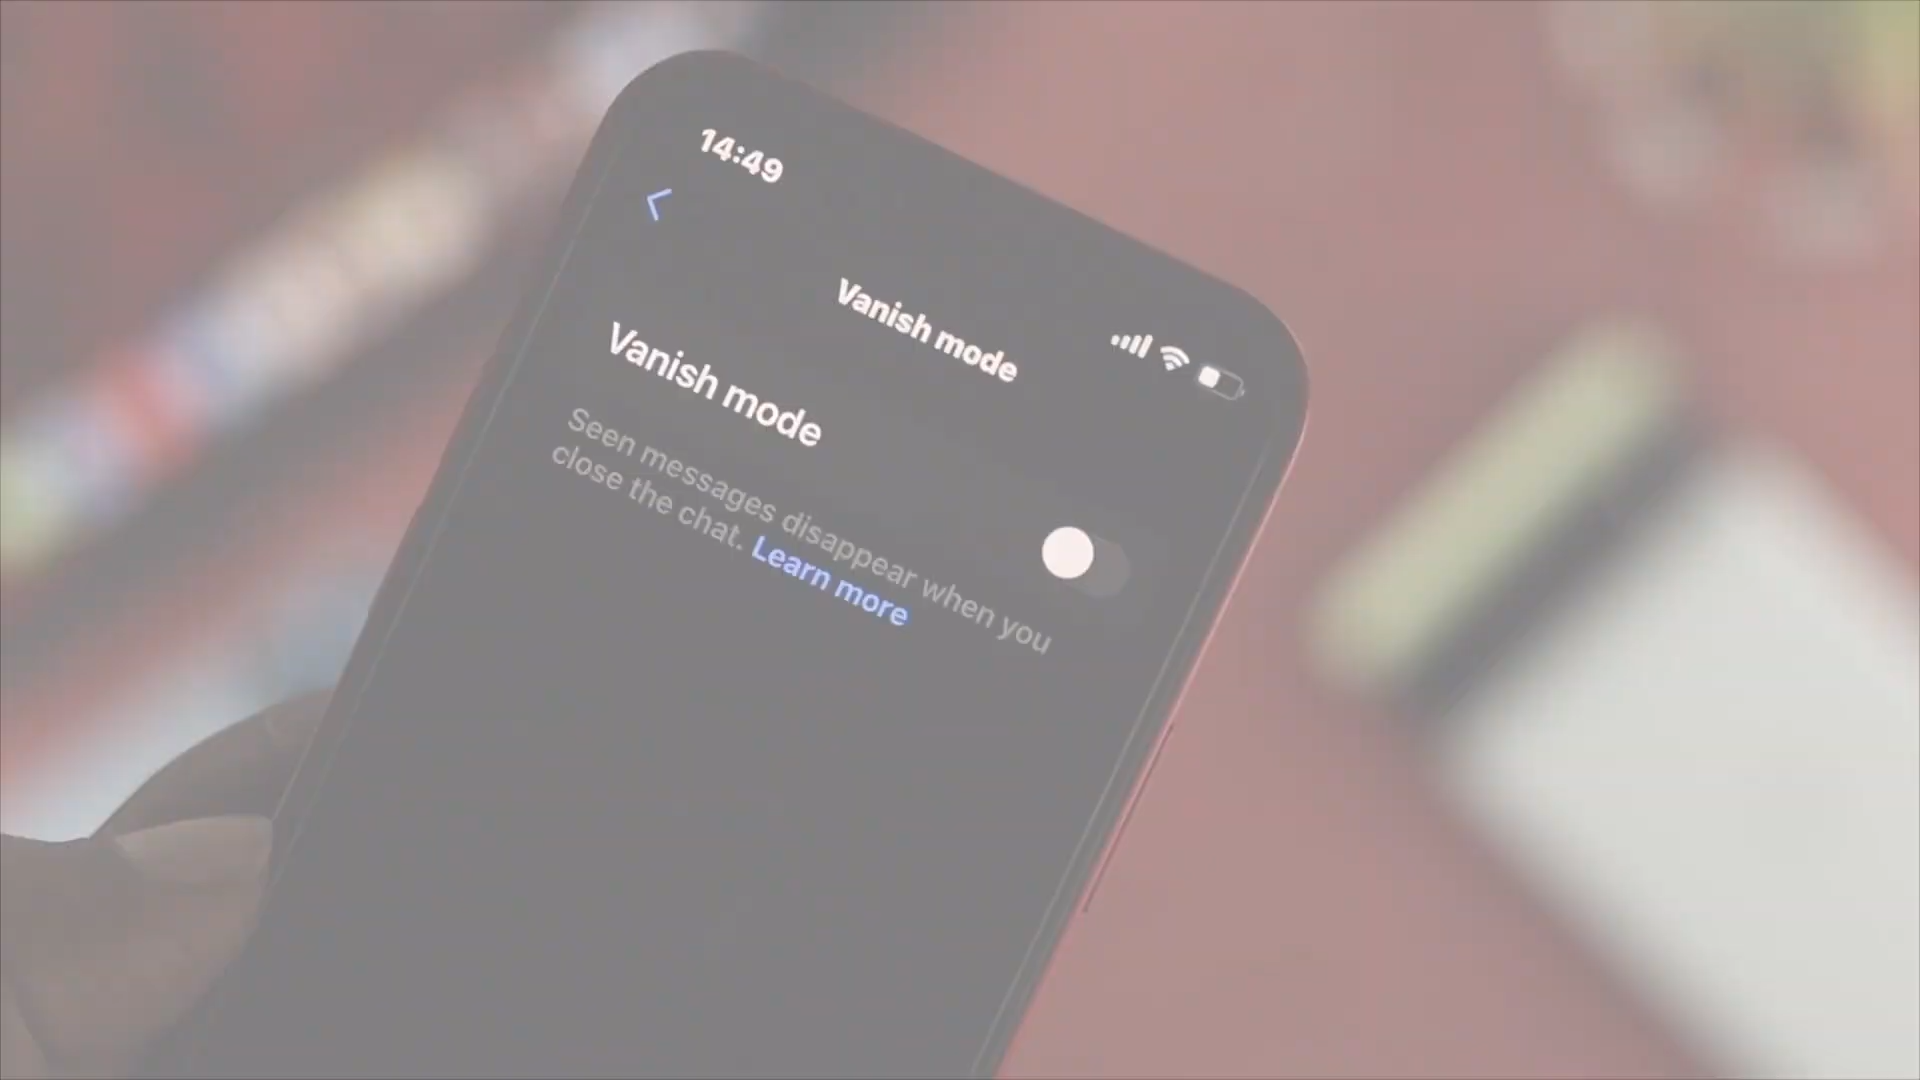 14:49
Vanish mode
Vanish mode
Seen messages disappear when you
close the chat. Learn more